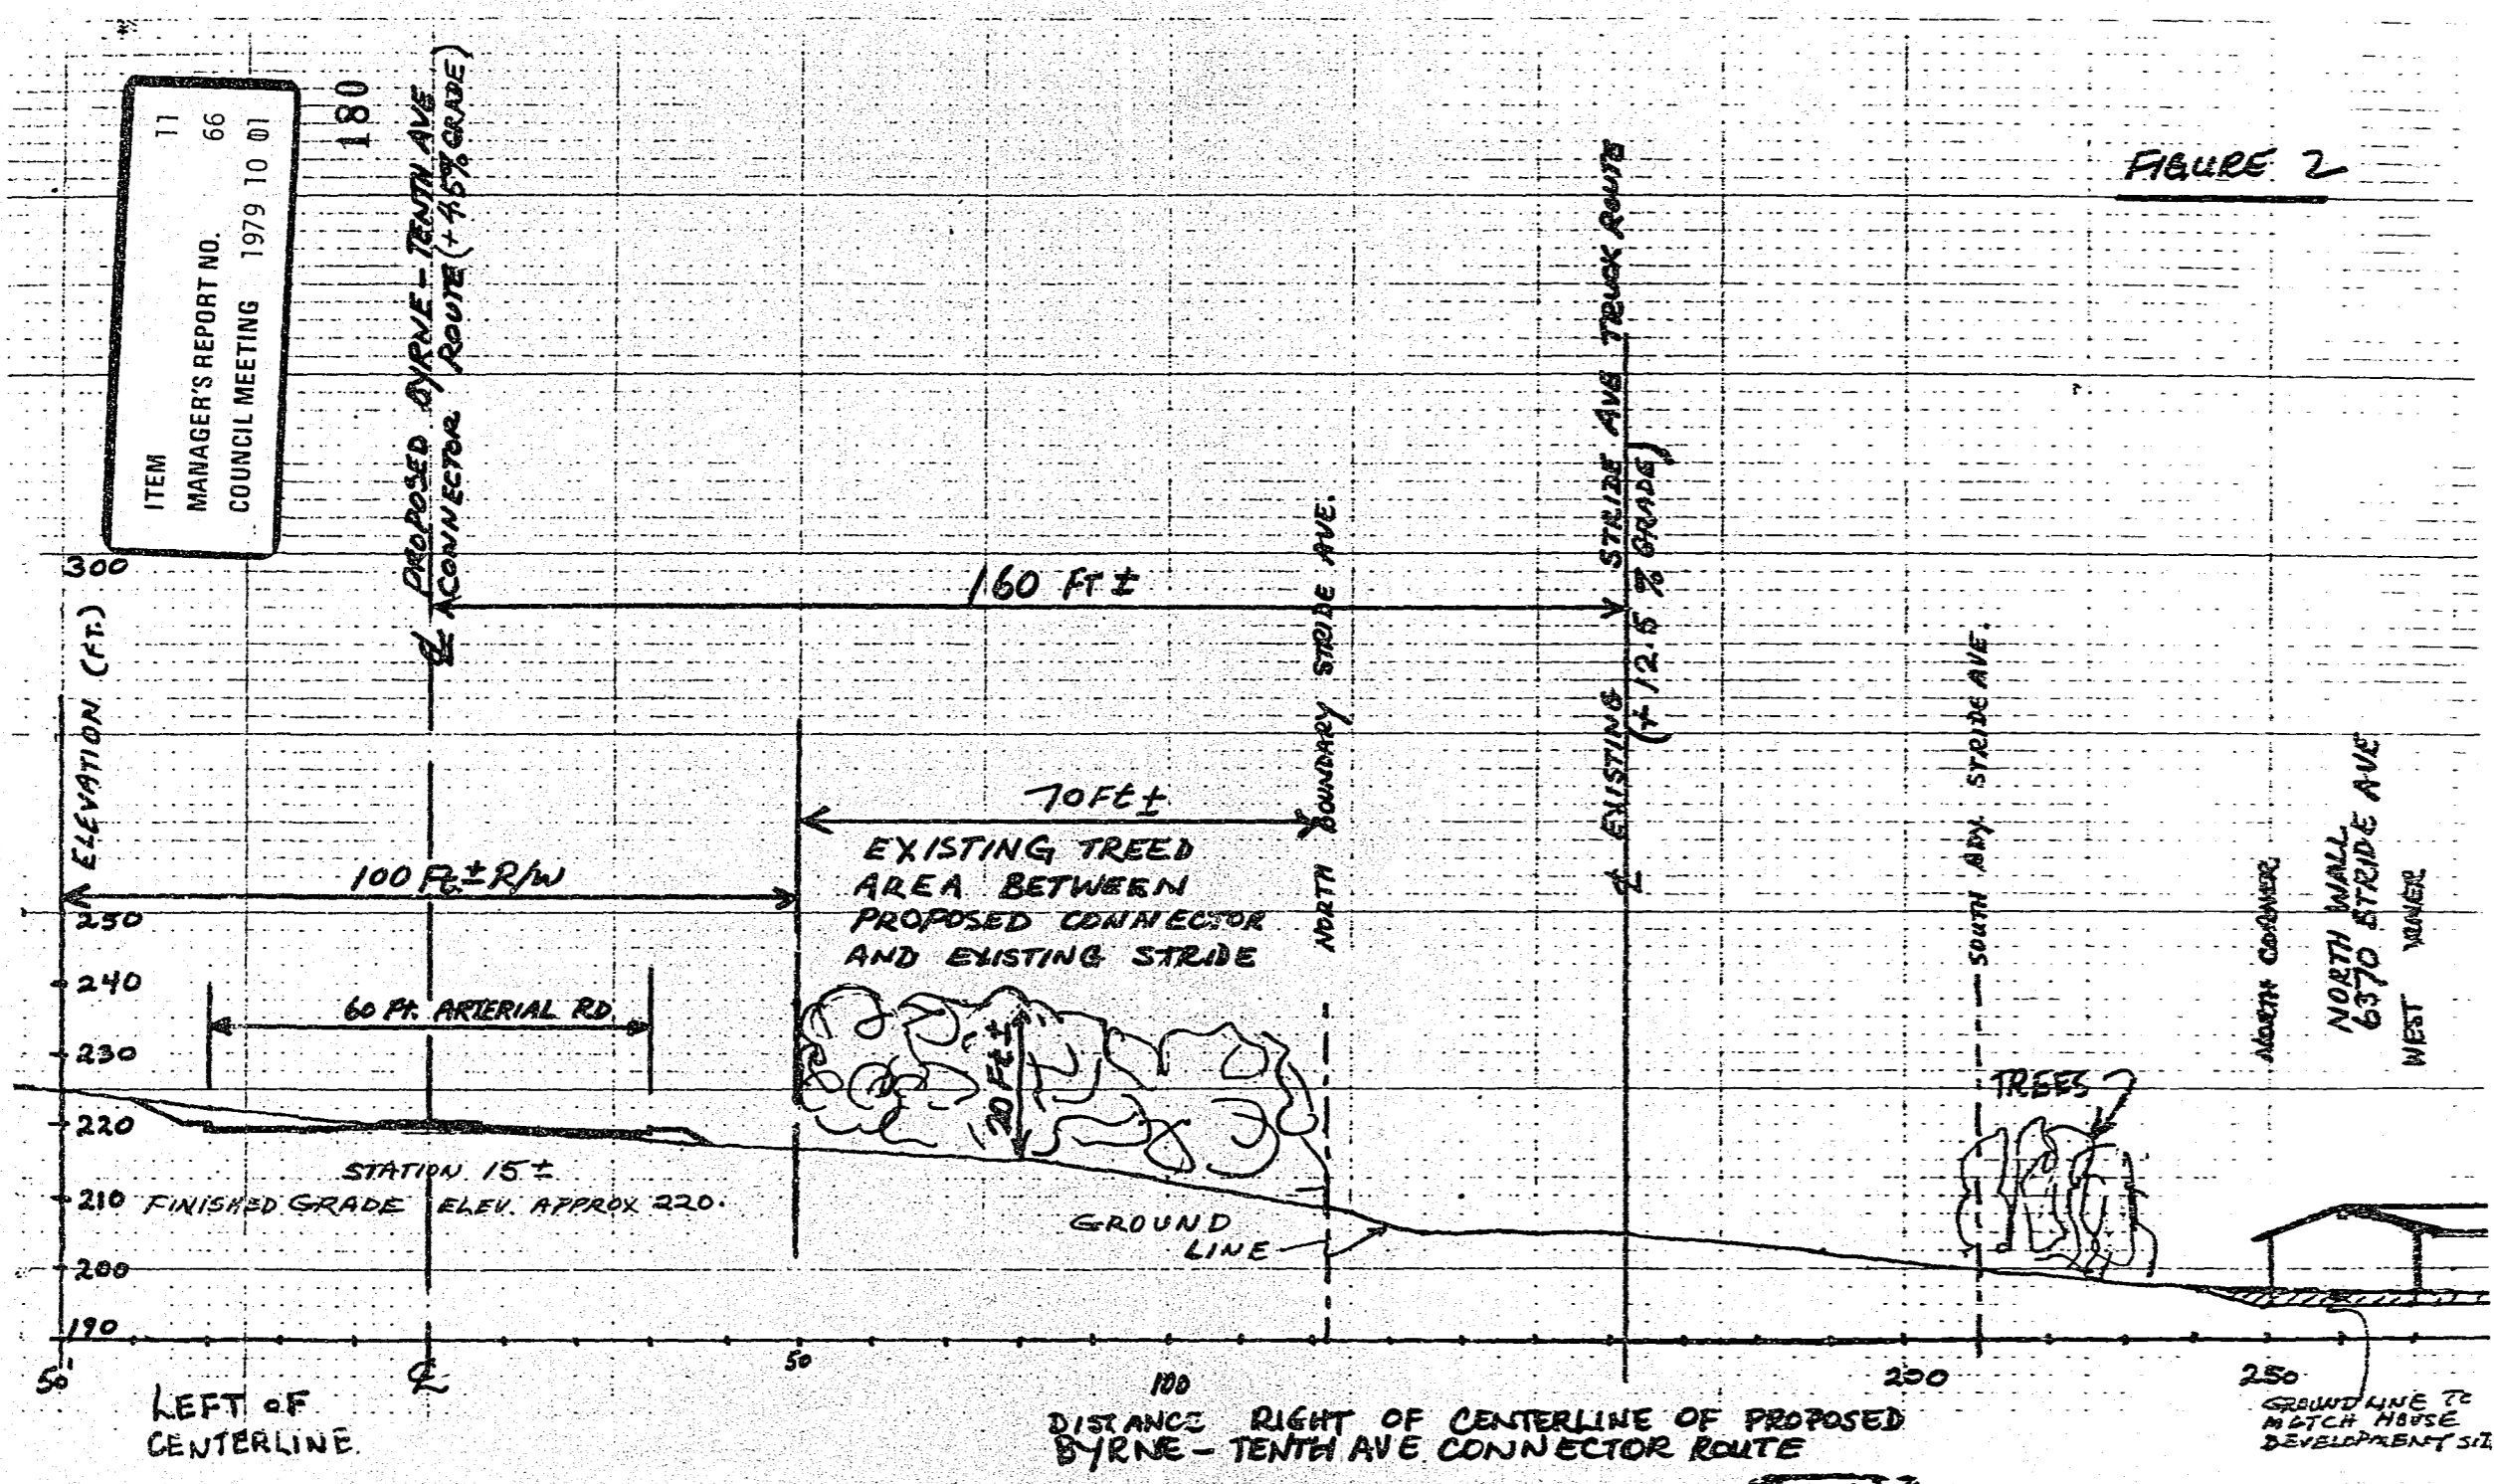 ITEM 11
MANAGER'S REPORT NO. 66
COUNCIL MEETING 1979 10 01
180
PROPOSED BYRNE - TENTH AVE
CONNECTOR ROUTE (+ 4.5% GRADE)
FIGURE 2
160 FT ±
NORTH BOUNDARY STRIDE AVE.
℄ EXISTING STRIDE AVE TRUCK ROUTE
(+ 12.5 % GRADE)
SOUTH BDY. STRIDE AVE.
NORTH CORNER
NORTH WALL
6370 STRIDE AVE
WEST
ELEVATION (FT.)
300
250
240
230
220
210
200
190
100 Ft. ± R/W
70 Ft ±
EXISTING TREED
AREA BETWEEN
PROPOSED CONNECTOR
AND EXISTING STRIDE
60 Ft. ARTERIAL RD.
20 Ft ±
TREES
STATION 15 ±
FINISHED GRADE ELEV. APPROX 220.
GROUND
LINE
50
℄
50
100
200
250
LEFT OF
CENTERLINE.
DISTANCE RIGHT OF CENTERLINE OF PROPOSED
BYRNE - TENTH AVE CONNECTOR ROUTE
GROUND LINE TO
MATCH HOUSE
DEVELOPMENT SITE